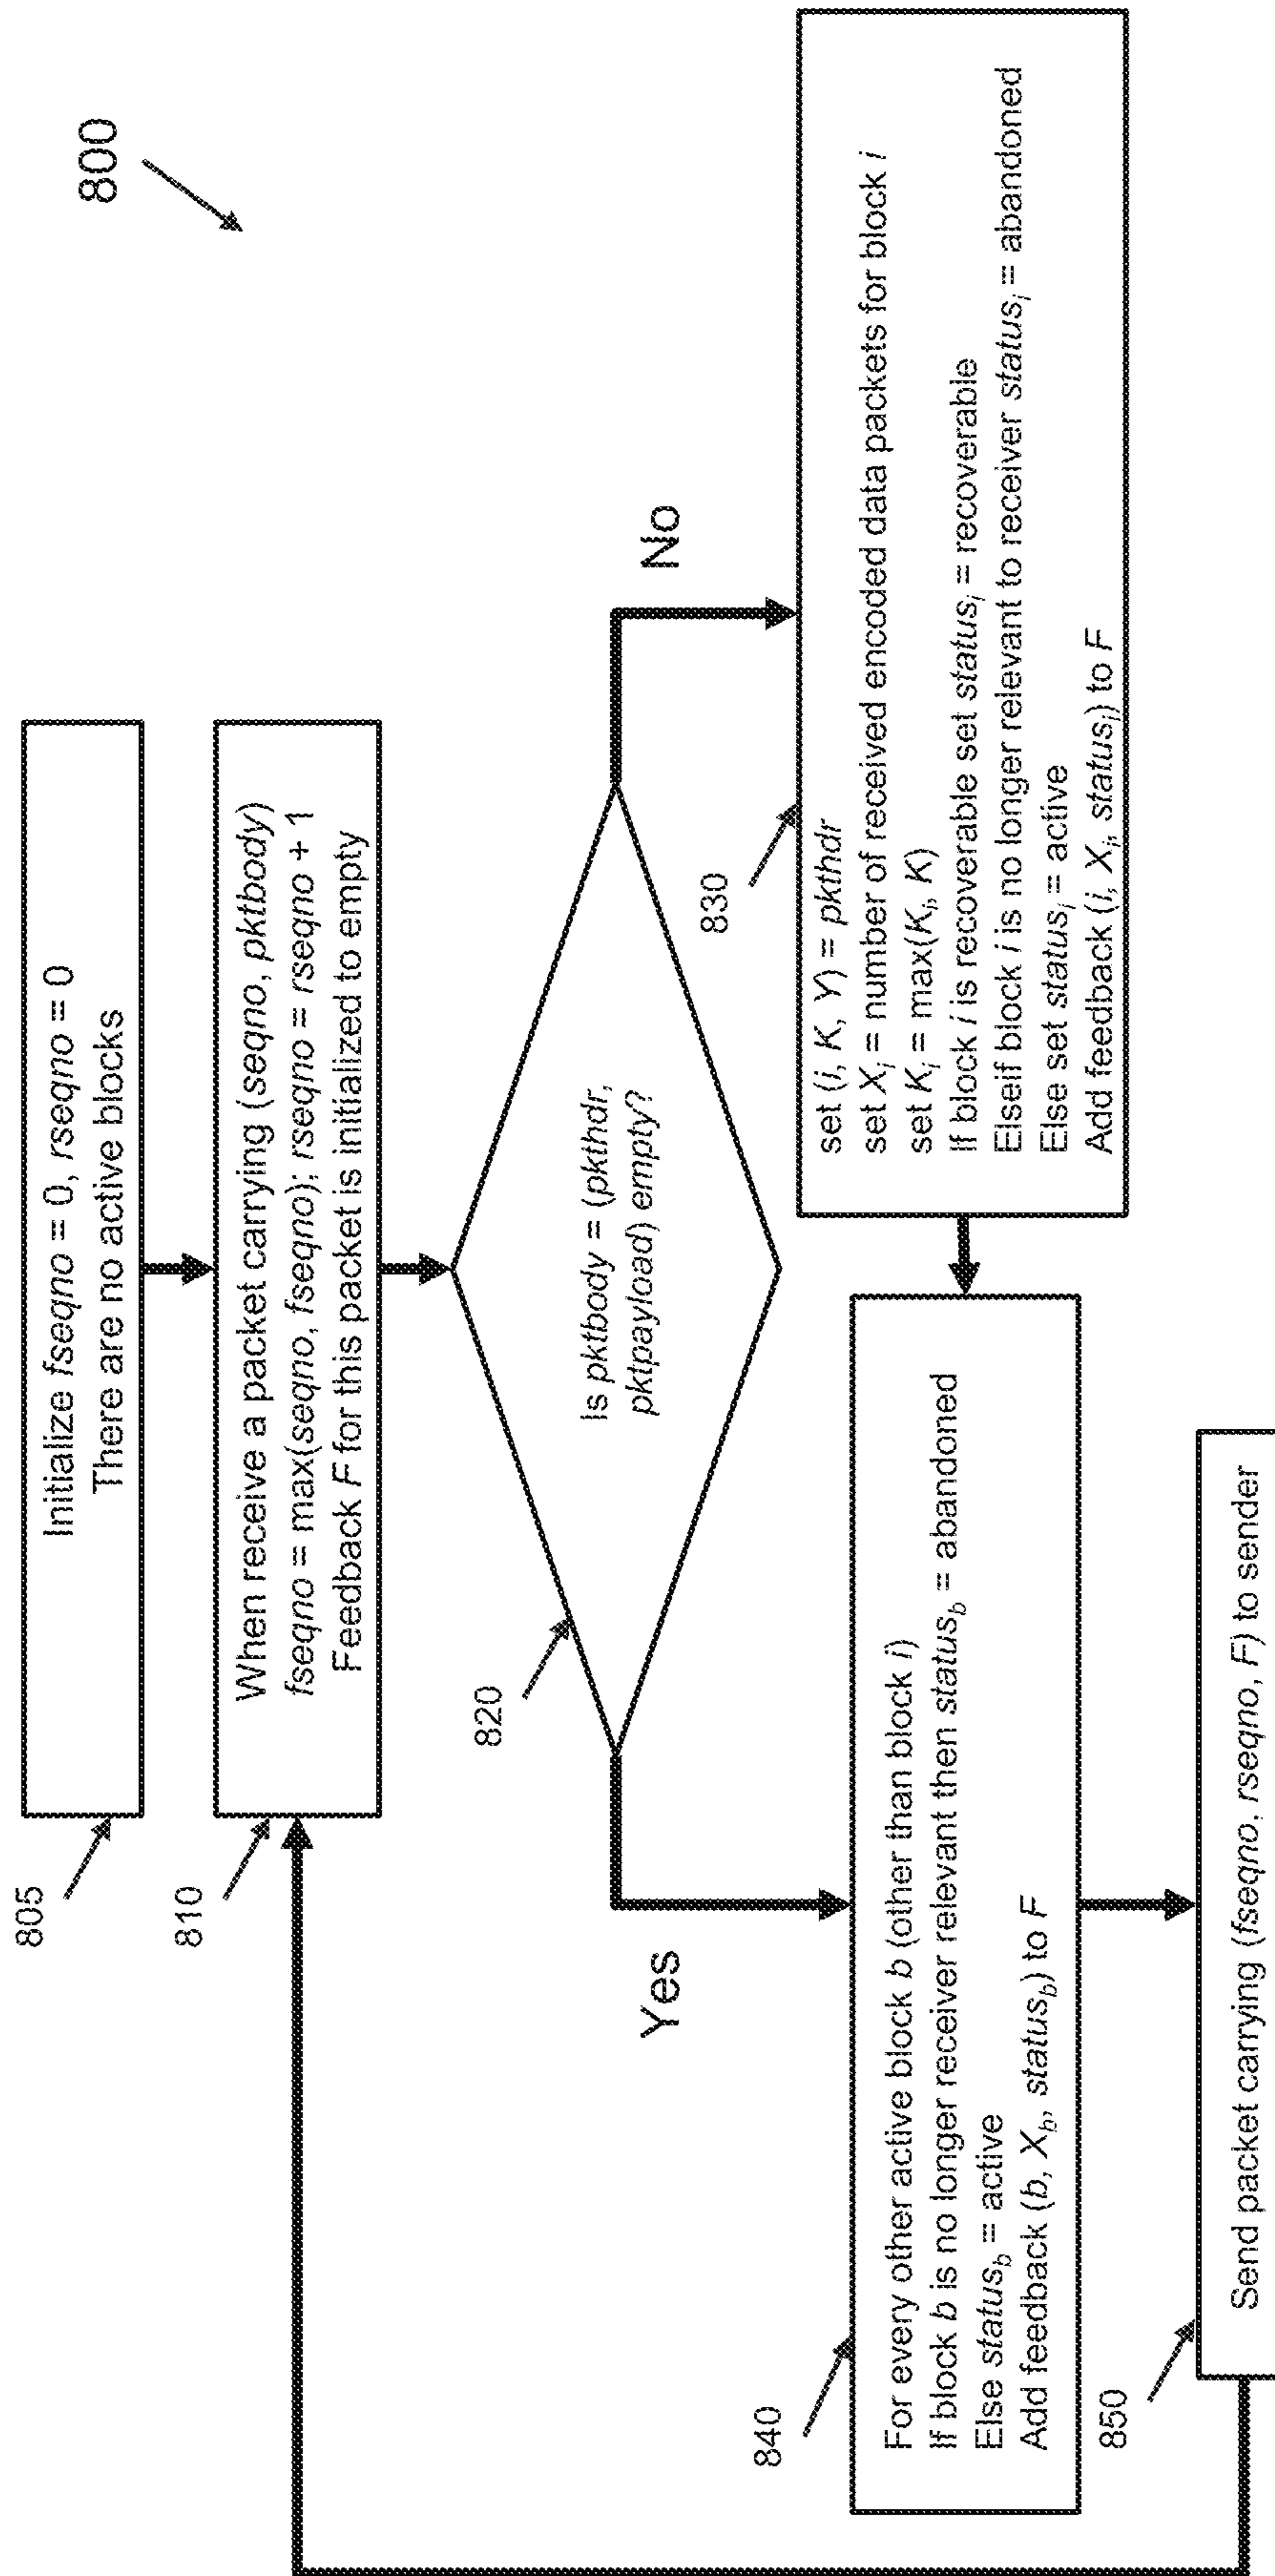 800
805
Initialize fseqno = 0, rseqno = 0
There are no active blocks
810
When receive a packet carrying (seqno, pktbody)
fseqno = max(seqno, fseqno); rseqno = rseqno + 1
Feedback F for this packet is initialized to empty
820
Is pktbody = (pkthdr,
pktpayload) empty?
Yes
No
830
set (i, K, Y) = pkthdr
set Xi = number of received encoded data packets for block i
set Ki = max(Ki, K)
If block i is recoverable set statusi = recoverable
Elseif block i is no longer relevant to receiver statusi = abandoned
Else set statusi = active
Add feedback (i, Xi, statusi) to F
840
For every other active block b (other than block i)
If block b is no longer receiver relevant then statusb = abandoned
Else statusb = active
Add feedback (b, Xb, statusb) to F
850
Send packet carrying (fseqno, rseqno, F) to sender